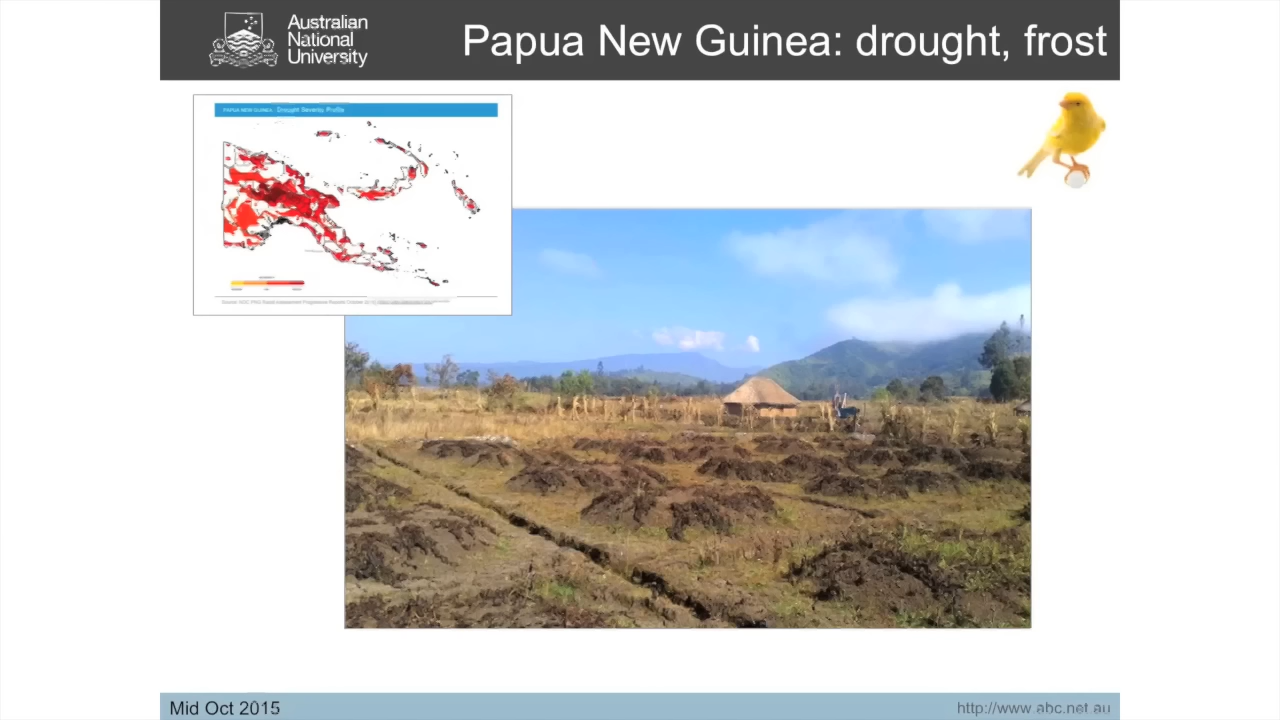 Australian
National
University
Papua New Guinea: drought, frost
PAPUA NEW GUINEA: Drought Severity Profile
Mid Oct 2015
http://www.abc.net.au